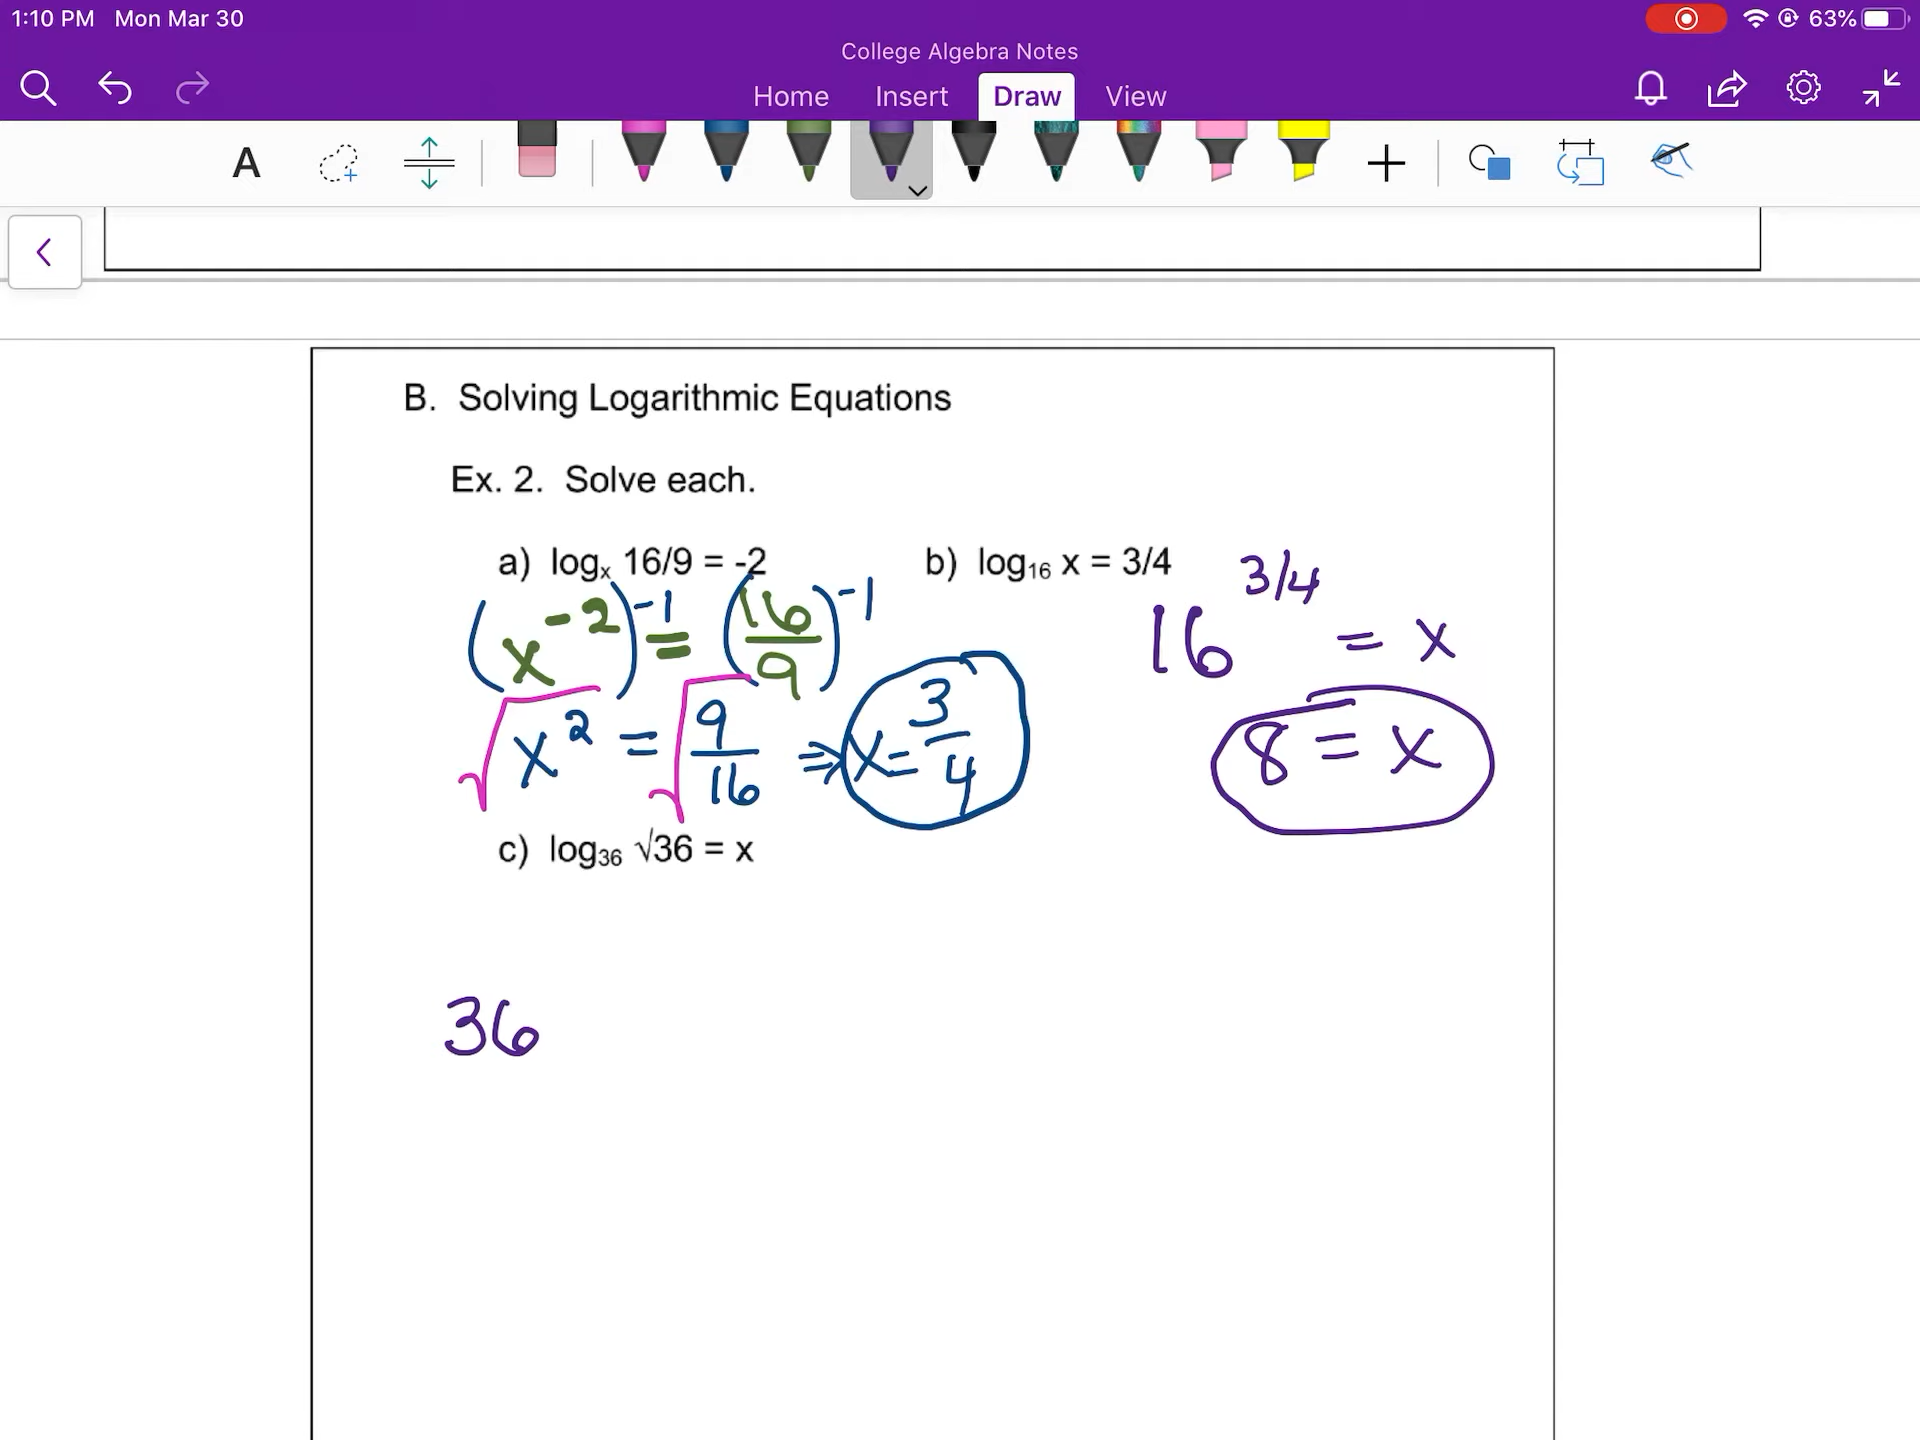 1:10 PM Mon Mar 30
63%
College Algebra Notes
Home Insert Draw View
A
B. Solving Logarithmic Equations
Ex. 2. Solve each.
a) logₓ 16/9 = -2
b) log₁₆ x = 3/4
(x⁻²)⁻¹ = (16/9)⁻¹
16^(3/4) = x
√x² = √9/16 ⇒ x = 3/4
8 = x
c) log₃₆ √36 = x
36